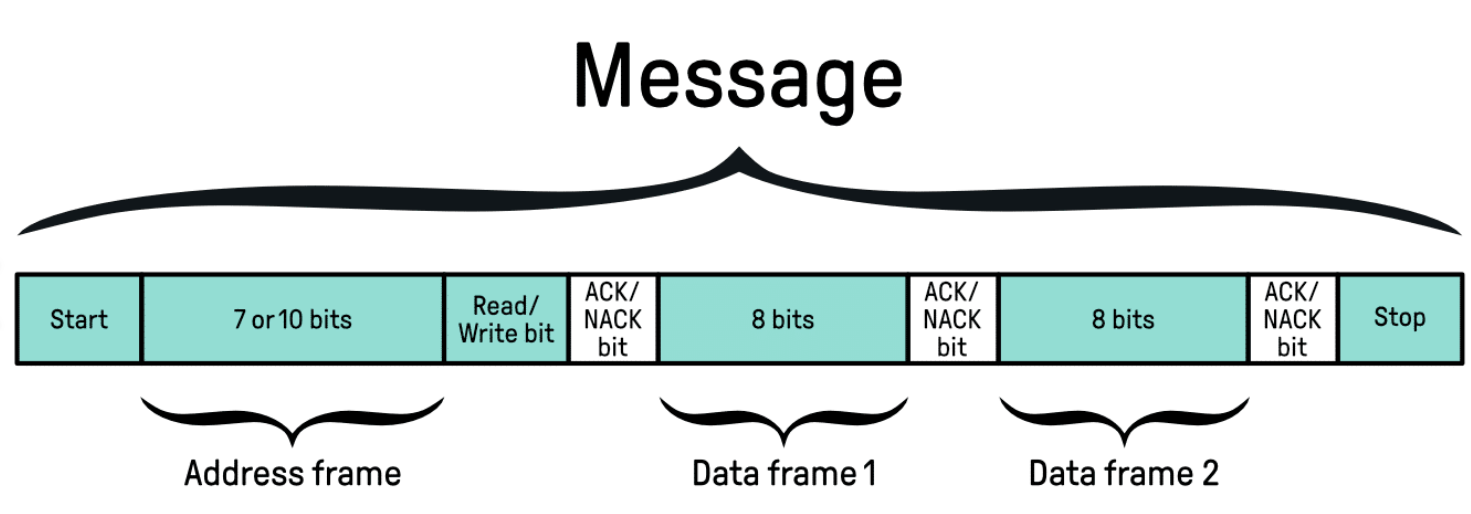 Message
Start
7 or 10 bits
Read/
Write bit
ACK/
NACK
bit
8 bits
ACK/
NACK
bit
8 bits
ACK/
NACK
bit
Stop
Address frame
Data frame 1
Data frame 2